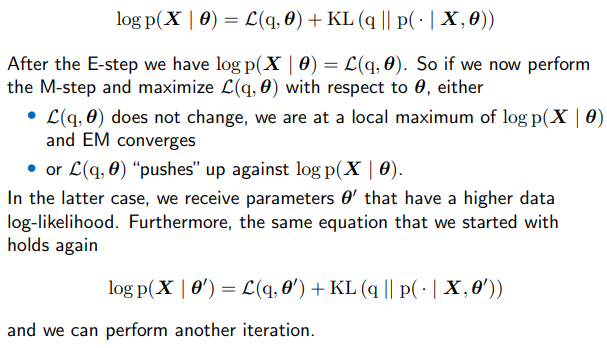 log p(X | θ) = ℒ(q, θ) + KL (q || p( · | X, θ))
After the E-step we have log p(X | θ) = ℒ(q, θ). So if we now perform
the M-step and maximize ℒ(q, θ) with respect to θ, either
• ℒ(q, θ) does not change, we are at a local maximum of log p(X | θ)
and EM converges
• or ℒ(q, θ) “pushes” up against log p(X | θ).
In the latter case, we receive parameters θ′ that have a higher data
log-likelihood. Furthermore, the same equation that we started with
holds again
log p(X | θ′) = ℒ(q, θ′) + KL (q || p( · | X, θ′))
and we can perform another iteration.